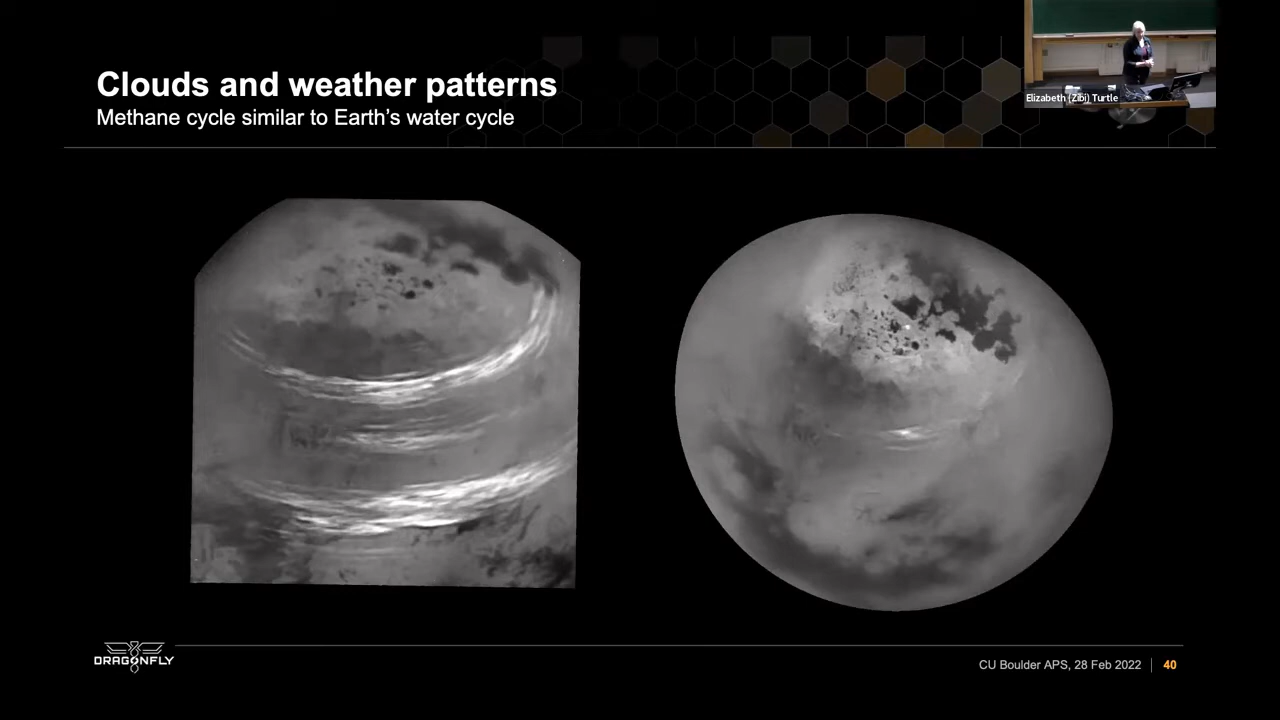 Clouds and weather patterns
Methane cycle similar to Earth's water cycle
Elizabeth (Zibi) Turtle
DRAGONFLY
CU Boulder APS, 28 Feb 2022 | 40